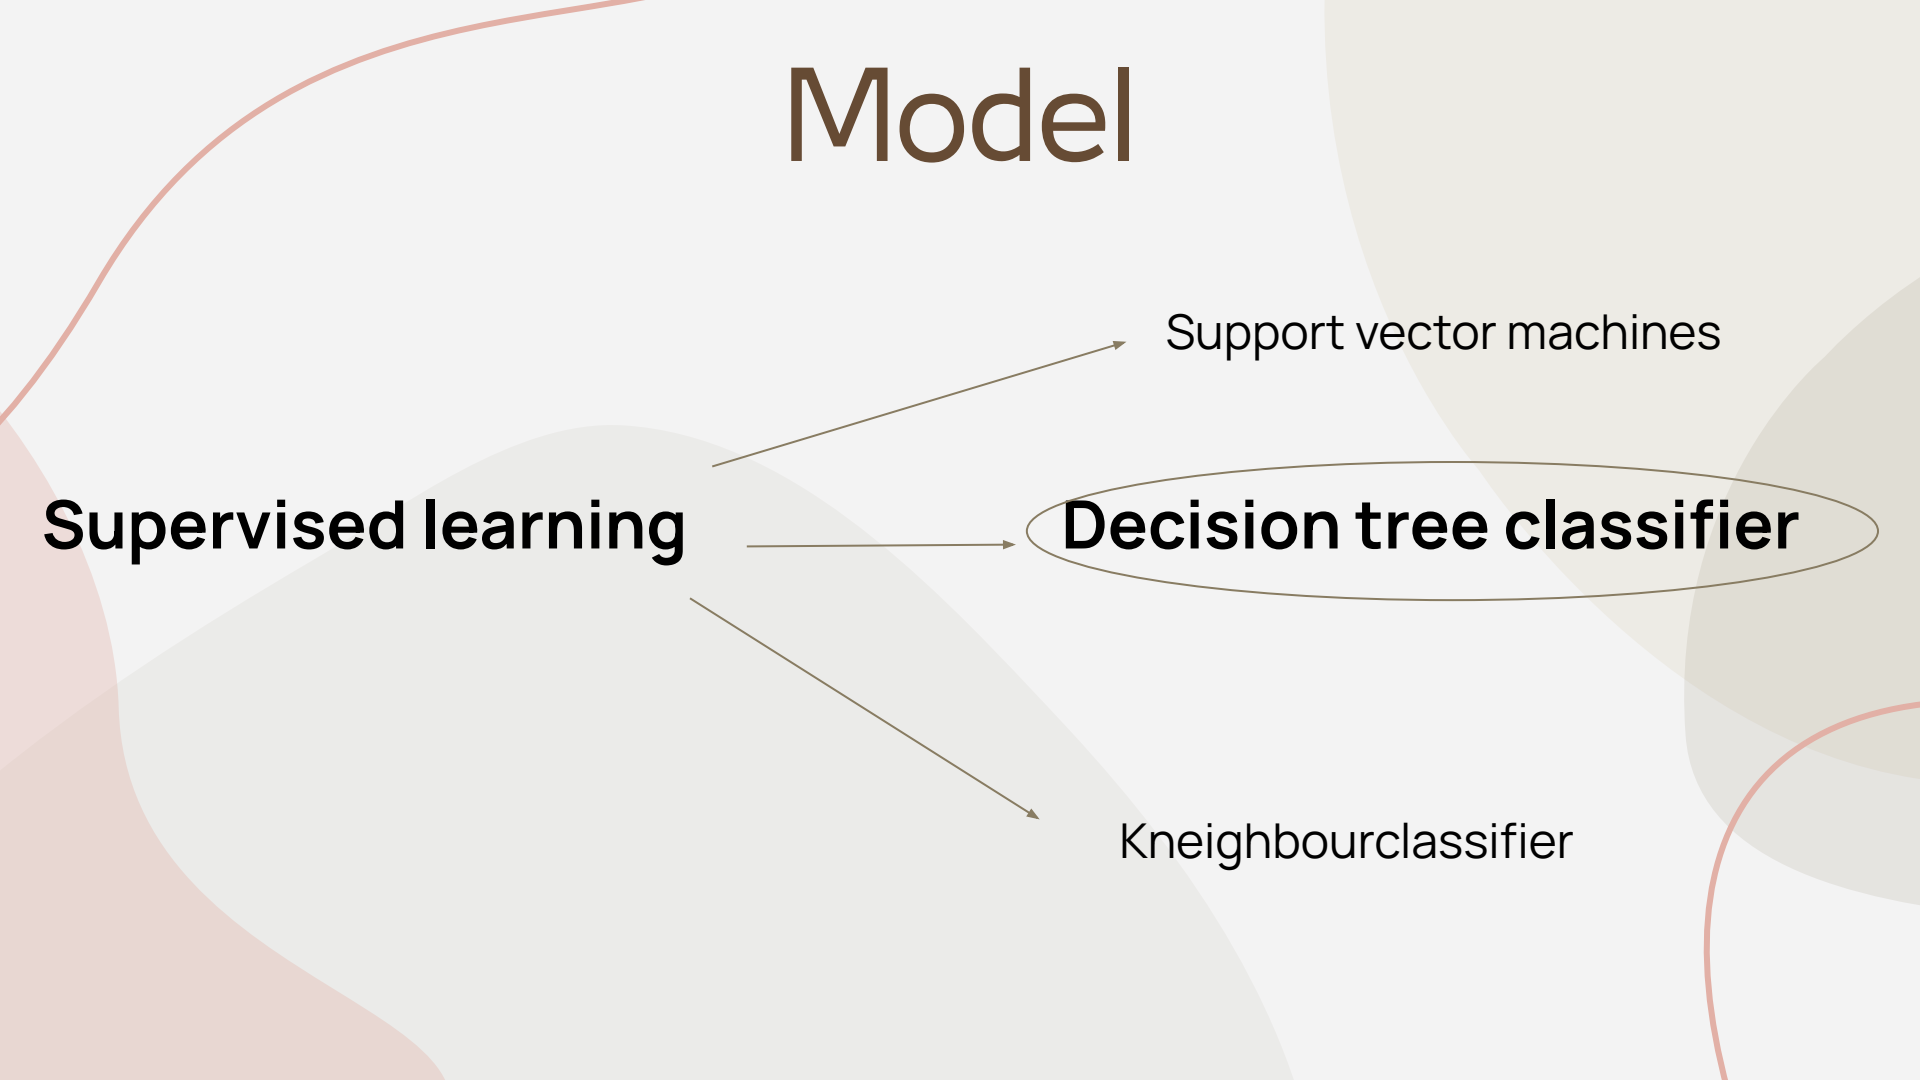 Model
Support vector machines
Supervised learning
Decision tree classifier
Kneighbourclassifier